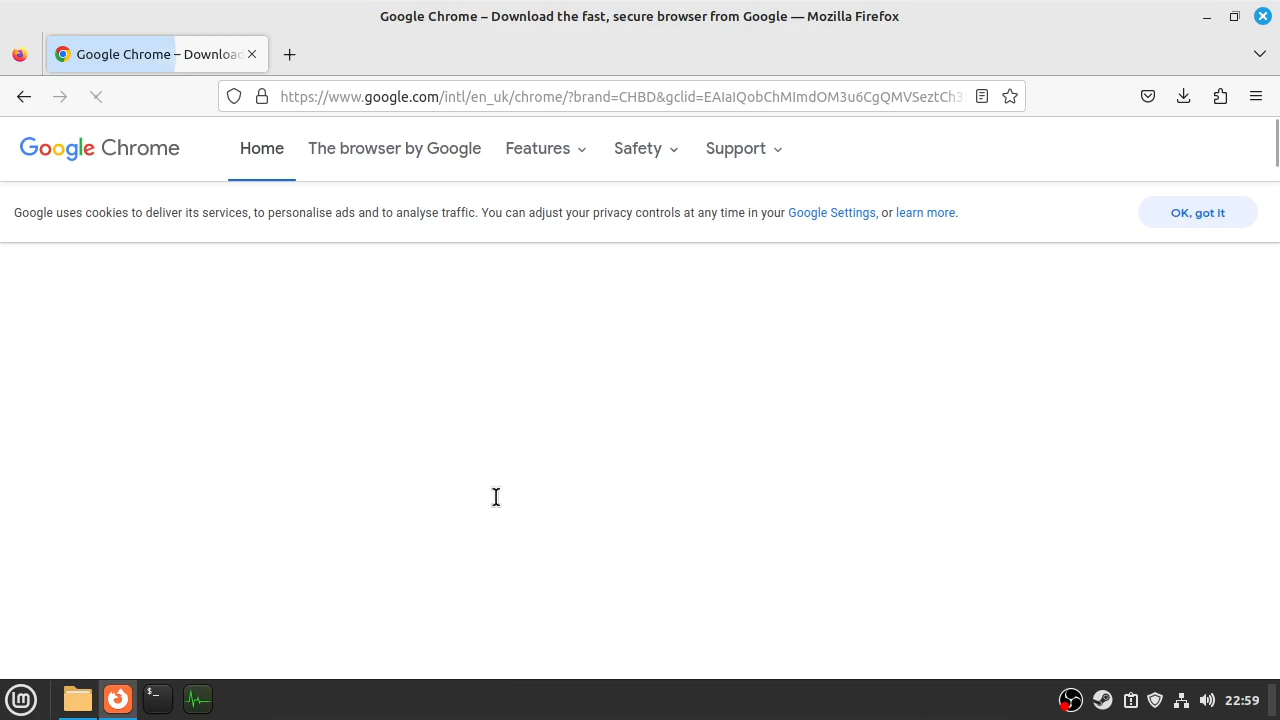 Google Chrome – Download the fast, secure browser from Google — Mozilla Firefox
Google Chrome – Download
https://www.google.com/intl/en_uk/chrome/?brand=CHBD&gclid=EAIaIQobChMImdOM3u6CgQMVSeztCh3
Google Chrome
Home
The browser by Google
Features
Safety
Support
Google uses cookies to deliver its services, to personalise ads and to analyse traffic. You can adjust your privacy controls at any time in your Google Settings, or learn more.
OK, got it
22:59